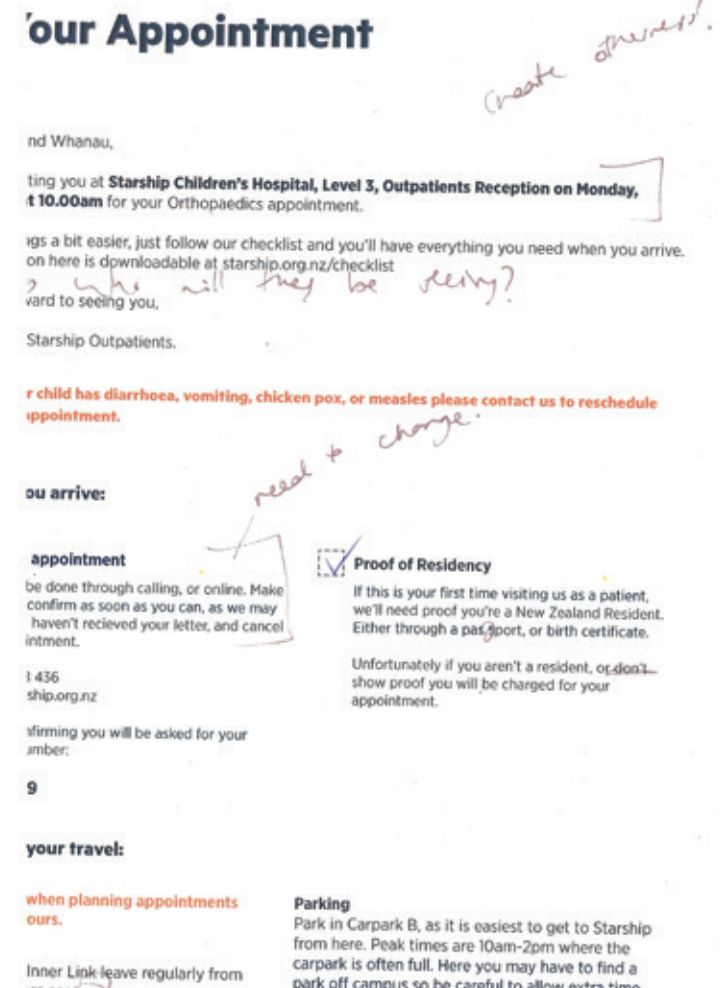 our Appointment
create otherness!
nd Whanau,
ting you at Starship Children's Hospital, Level 3, Outpatients Reception on Monday,
t 10.00am for your Orthopaedics appointment.
ngs a bit easier, just follow our checklist and you'll have everything you need when you arrive.
on here is downloadable at starship.org.nz/checklist
who will they be seeing?
vard to seeing you,
Starship Outpatients.
r child has diarrhoea, vomiting, chicken pox, or measles please contact us to reschedule
appointment.
need to change.
ou arrive:
appointment
be done through calling, or online. Make
confirm as soon as you can, as we may
haven't recieved your letter, and cancel
intment.
436
ship.org.nz
nfirming you will be asked for your
umber:
9
Proof of Residency
If this is your first time visiting us as a patient,
we'll need proof you're a New Zealand Resident.
Either through a passport, or birth certificate.
Unfortunately if you aren't a resident, or don't
show proof you will be charged for your
appointment.
your travel:
when planning appointments
ours.
Inner Link leave regularly from
Parking
Park in Carpark B, as it is easiest to get to Starship
from here. Peak times are 10am-2pm where the
carpark is often full. Here you may have to find a
park off campus so be careful to allow extra time